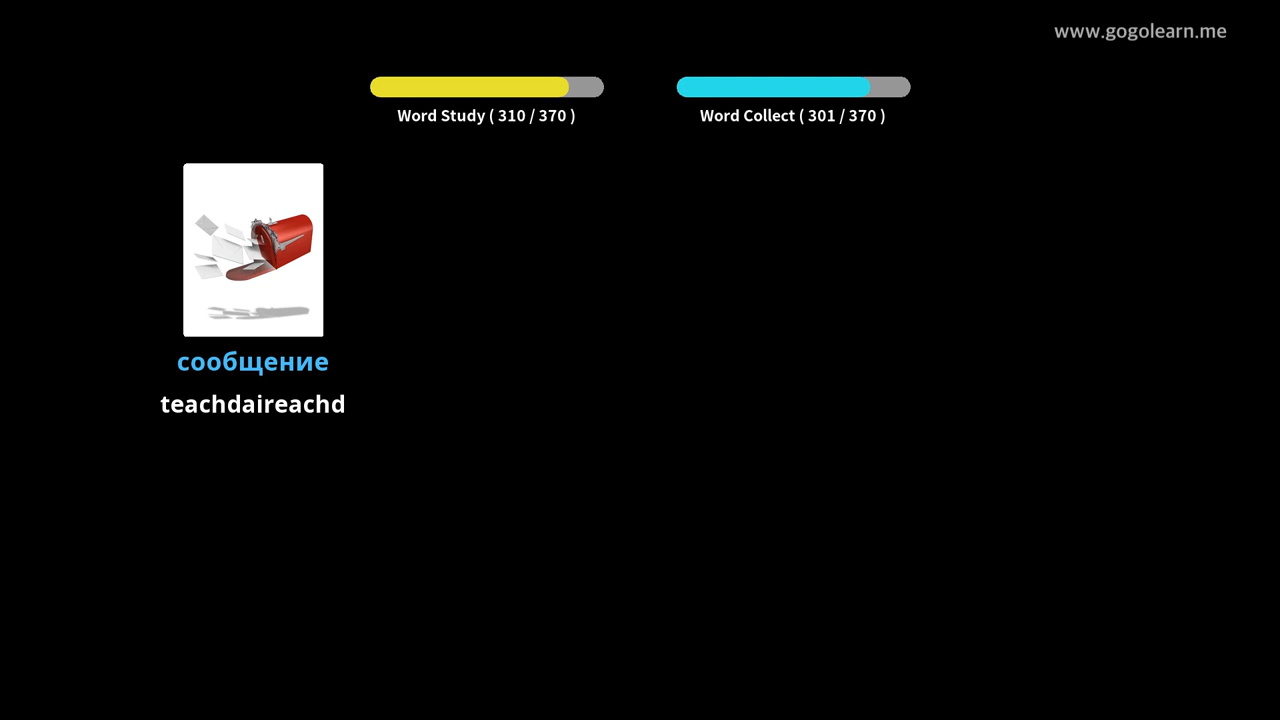 www.gogolearn.me
Word Study ( 310 / 370 )
Word Collect ( 301 / 370 )
сообщение
teachdaireachd